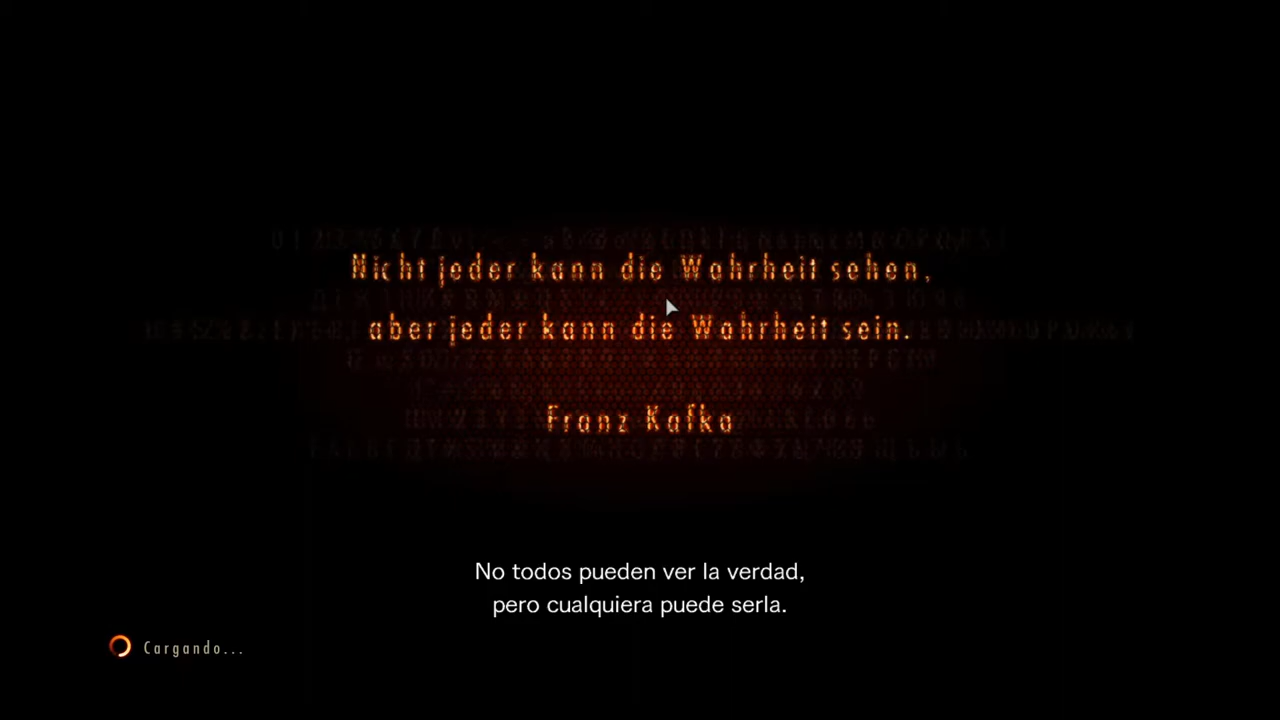 Nicht jeder kann die Wahrheit sehen,
aber jeder kann die Wahrheit sein.
Franz Kafka
No todos pueden ver la verdad,
pero cualquiera puede serla.
Cargando...